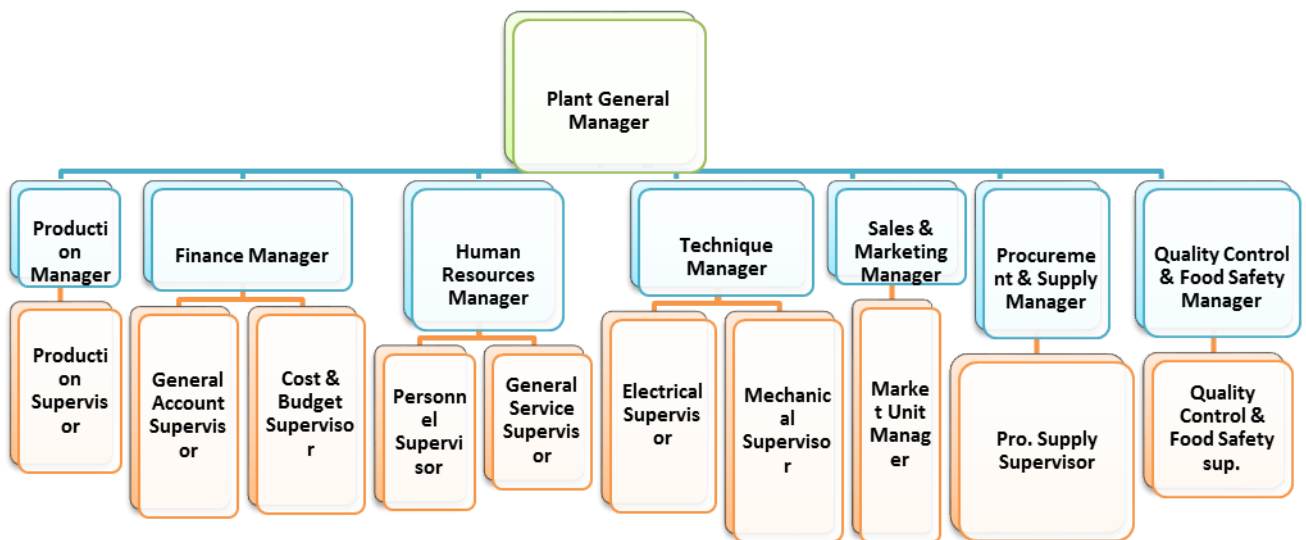 Plant General
Manager
Producti
on
Manager
Finance Manager
Human
Resources
Manager
Technique
Manager
Sales &
Marketing
Manager
Procureme
nt & Supply
Manager
Quality Control
& Food Safety
Manager
Producti
on
Supervis
or
General
Account
Supervis
or
Cost &
Budget
Superviso
r
Personn
el
Supervi
sor
General
Service
Supervis
or
Electrical
Supervis
or
Mechanic
al
Superviso
r
Marke
t Unit
Manag
er
Pro. Supply
Supervisor
Quality
Control &
Food Safety
sup.